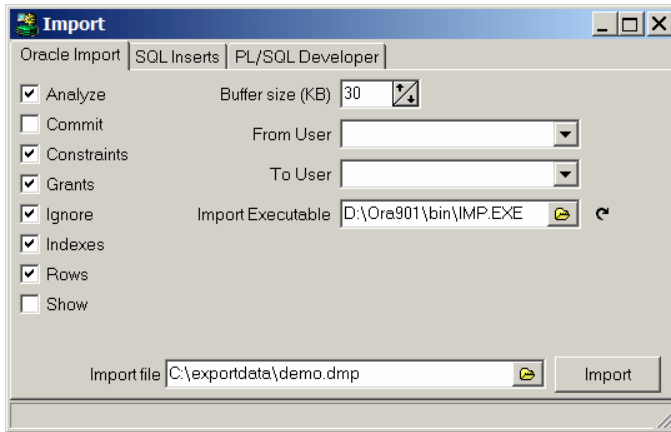 Import
Oracle Import SQL Inserts PL/SQL Developer
Analyze
Buffer size (KB) 30
Commit
From User
Constraints
To User
Grants
Import Executable D:\Ora901\bin\IMP.EXE
Ignore
Indexes
Rows
Show
Import file C:\exportdata\demo.dmp Import